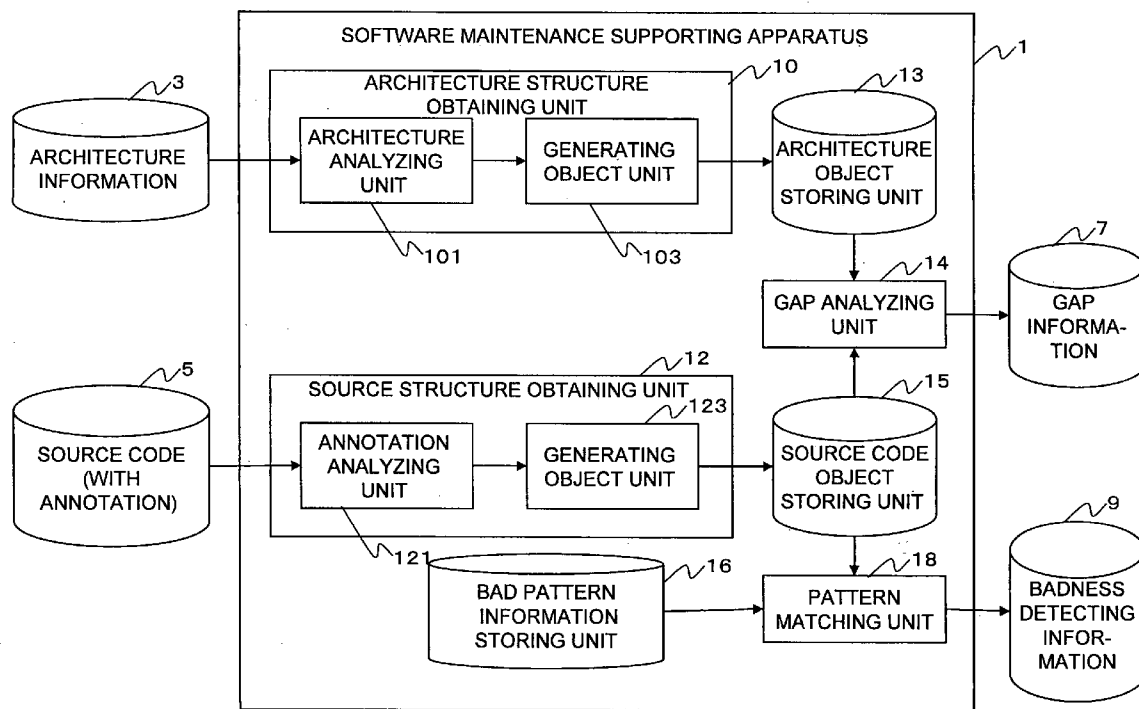 SOFTWARE MAINTENANCE SUPPORTING APPARATUS
1
3
ARCHITECTURE
INFORMATION
10
ARCHITECTURE STRUCTURE
OBTAINING UNIT
ARCHITECTURE
ANALYZING
UNIT
101
GENERATING
OBJECT UNIT
103
13
ARCHITECTURE
OBJECT
STORING UNIT
14
GAP ANALYZING
UNIT
7
GAP
INFORMA-
TION
5
SOURCE CODE
(WITH
ANNOTATION)
12
SOURCE STRUCTURE OBTAINING UNIT
ANNOTATION
ANALYZING
UNIT
121
123
GENERATING
OBJECT UNIT
15
SOURCE CODE
OBJECT
STORING UNIT
16
BAD PATTERN
INFORMATION
STORING UNIT
18
PATTERN
MATCHING UNIT
9
BADNESS
DETECTING
INFOR-
MATION